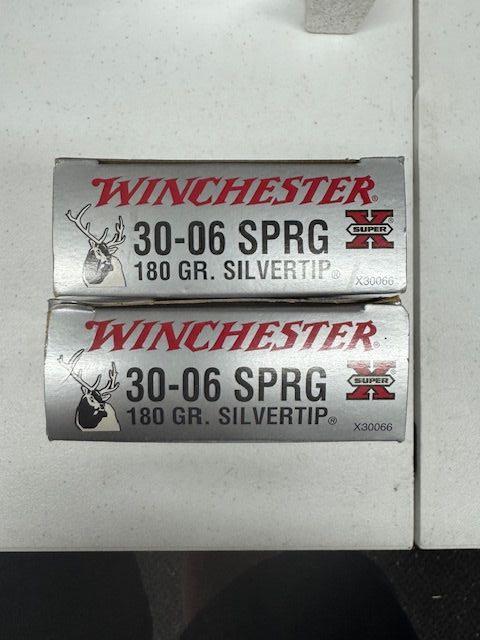 WINCHESTER®
30-06 SPRG
X SUPER
180 GR. SILVERTIP®
X30066
WINCHESTER®
30-06 SPRG
X SUPER
180 GR. SILVERTIP®
X30066